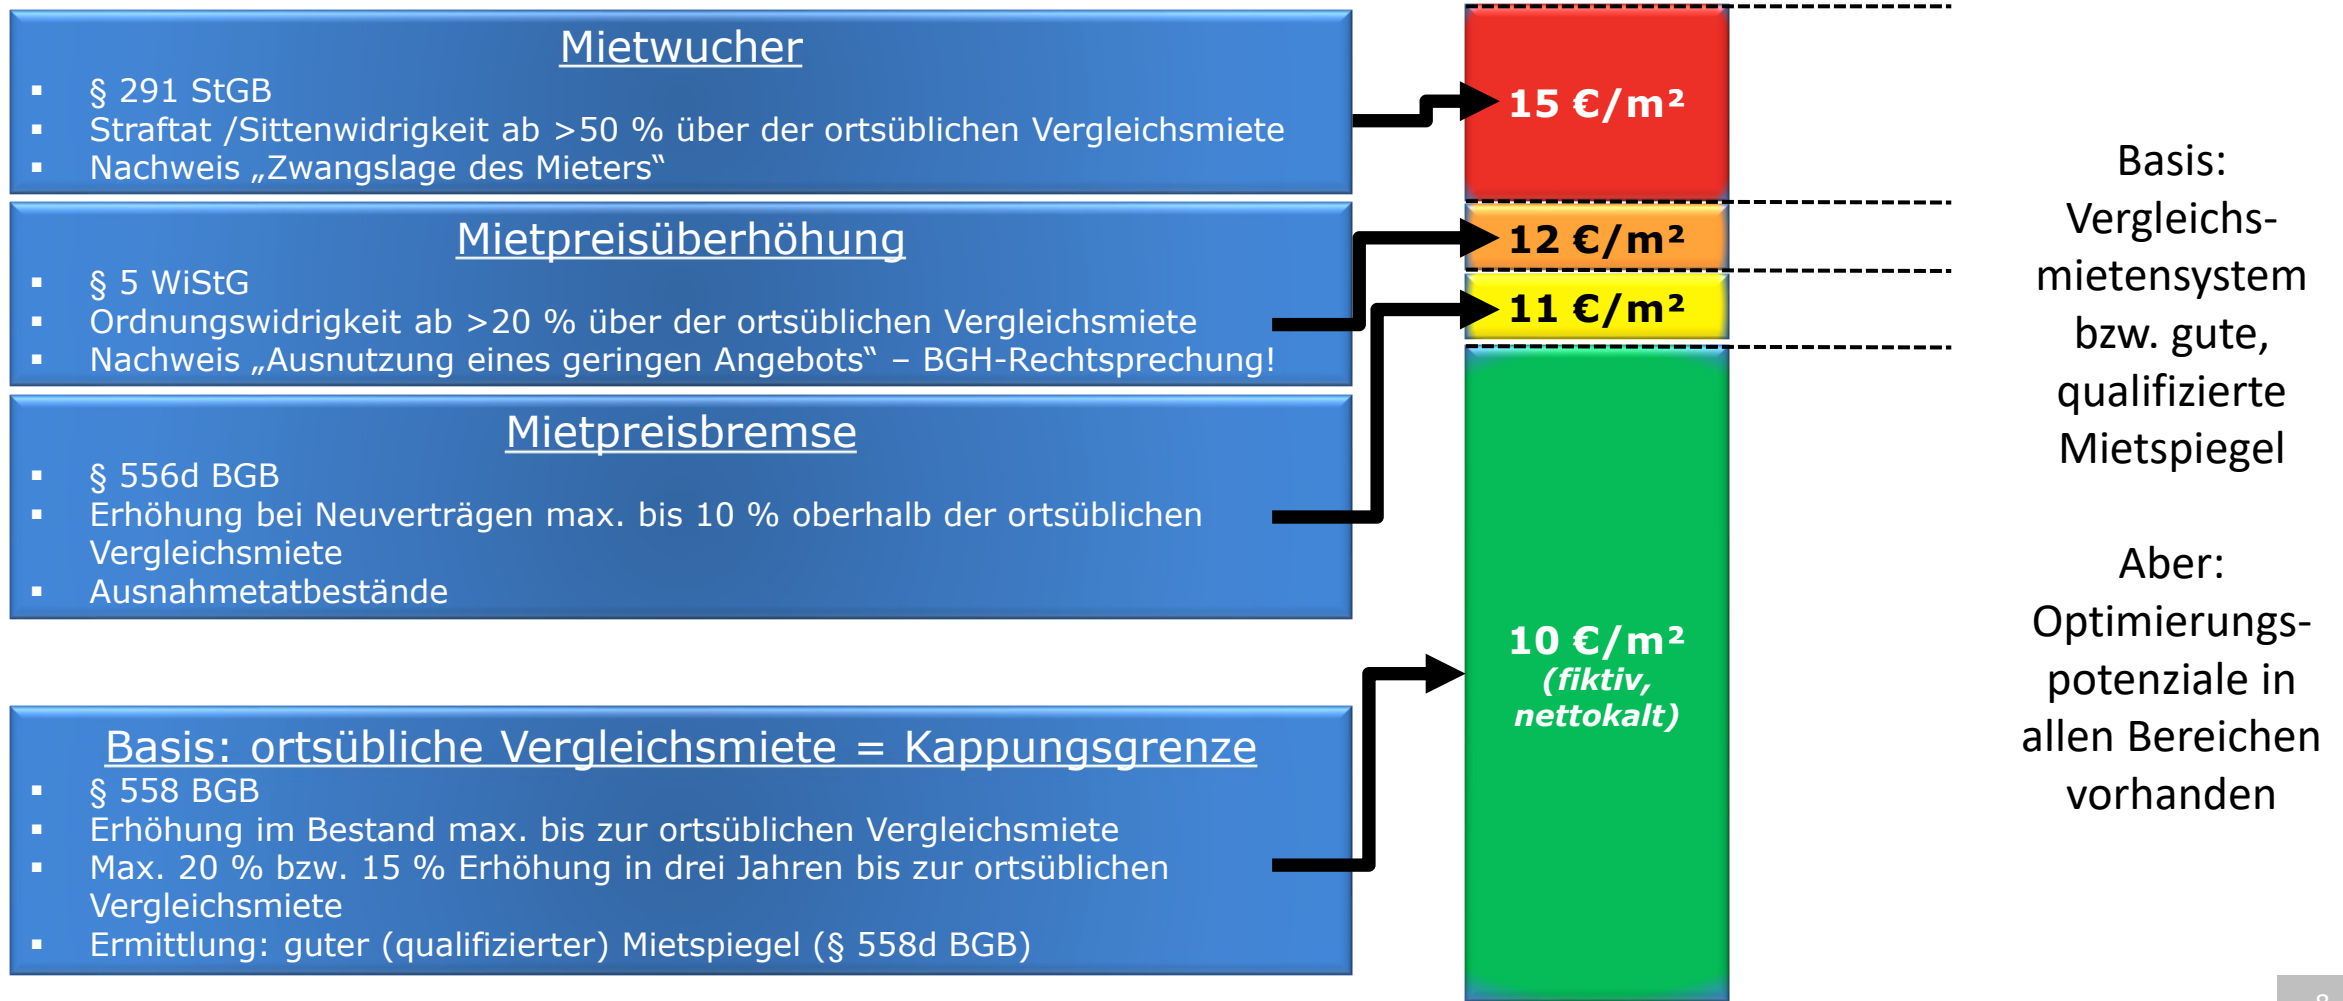 Mietwucher
▪ § 291 StGB
▪ Straftat /Sittenwidrigkeit ab >50 % über der ortsüblichen Vergleichsmiete
▪ Nachweis „Zwangslage des Mieters“
Mietpreisüberhöhung
▪ § 5 WiStG
▪ Ordnungswidrigkeit ab >20 % über der ortsüblichen Vergleichsmiete
▪ Nachweis „Ausnutzung eines geringen Angebots“ – BGH-Rechtsprechung!
Mietpreisbremse
▪ § 556d BGB
▪ Erhöhung bei Neuverträgen max. bis 10 % oberhalb der ortsüblichen
Vergleichsmiete
▪ Ausnahmetatbestände
Basis: ortsübliche Vergleichsmiete = Kappungsgrenze
▪ § 558 BGB
▪ Erhöhung im Bestand max. bis zur ortsüblichen Vergleichsmiete
▪ Max. 20 % bzw. 15 % Erhöhung in drei Jahren bis zur ortsüblichen
Vergleichsmiete
▪ Ermittlung: guter (qualifizierter) Mietspiegel (§ 558d BGB)
15 €/m²
12 €/m²
11 €/m²
10 €/m²
(fiktiv,
nettokalt)
Basis:
Vergleichs-
mietensystem
bzw. gute,
qualifizierte
Mietspiegel
Aber:
Optimierungs-
potenziale in
allen Bereichen
vorhanden